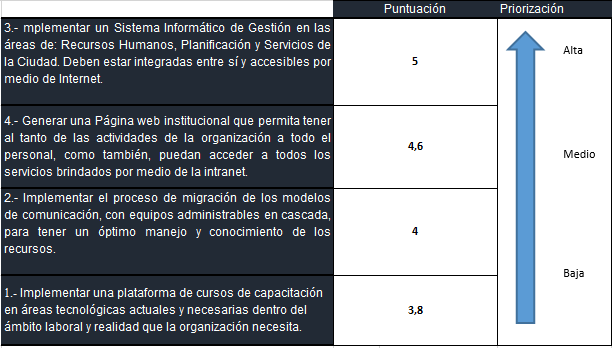 Puntuación Priorización
3.- mplementar un Sistema Informático de Gestión en las
áreas de: Recursos Humanos, Planificación y Servicios de
la Ciudad. Deben estar integradas entre sí y accesibles por
medio de Internet.
5
Alta
4.- Generar una Página web institucional que permita tener
al tanto de las actividades de la organización a todo el
personal, como también, puedan acceder a todos los
servicios brindados por medio de la intranet.
4,6
Medio
2.- Implementar el proceso de migración de los modelos
de comunicación, con equipos administrables en cascada,
para tener un óptimo manejo y conocimiento de los
recursos.
4
Baja
1.- Implementar una plataforma de cursos de capacitación
en áreas tecnológicas actuales y necesarias dentro del
ámbito laboral y realidad que la organización necesita.
3,8